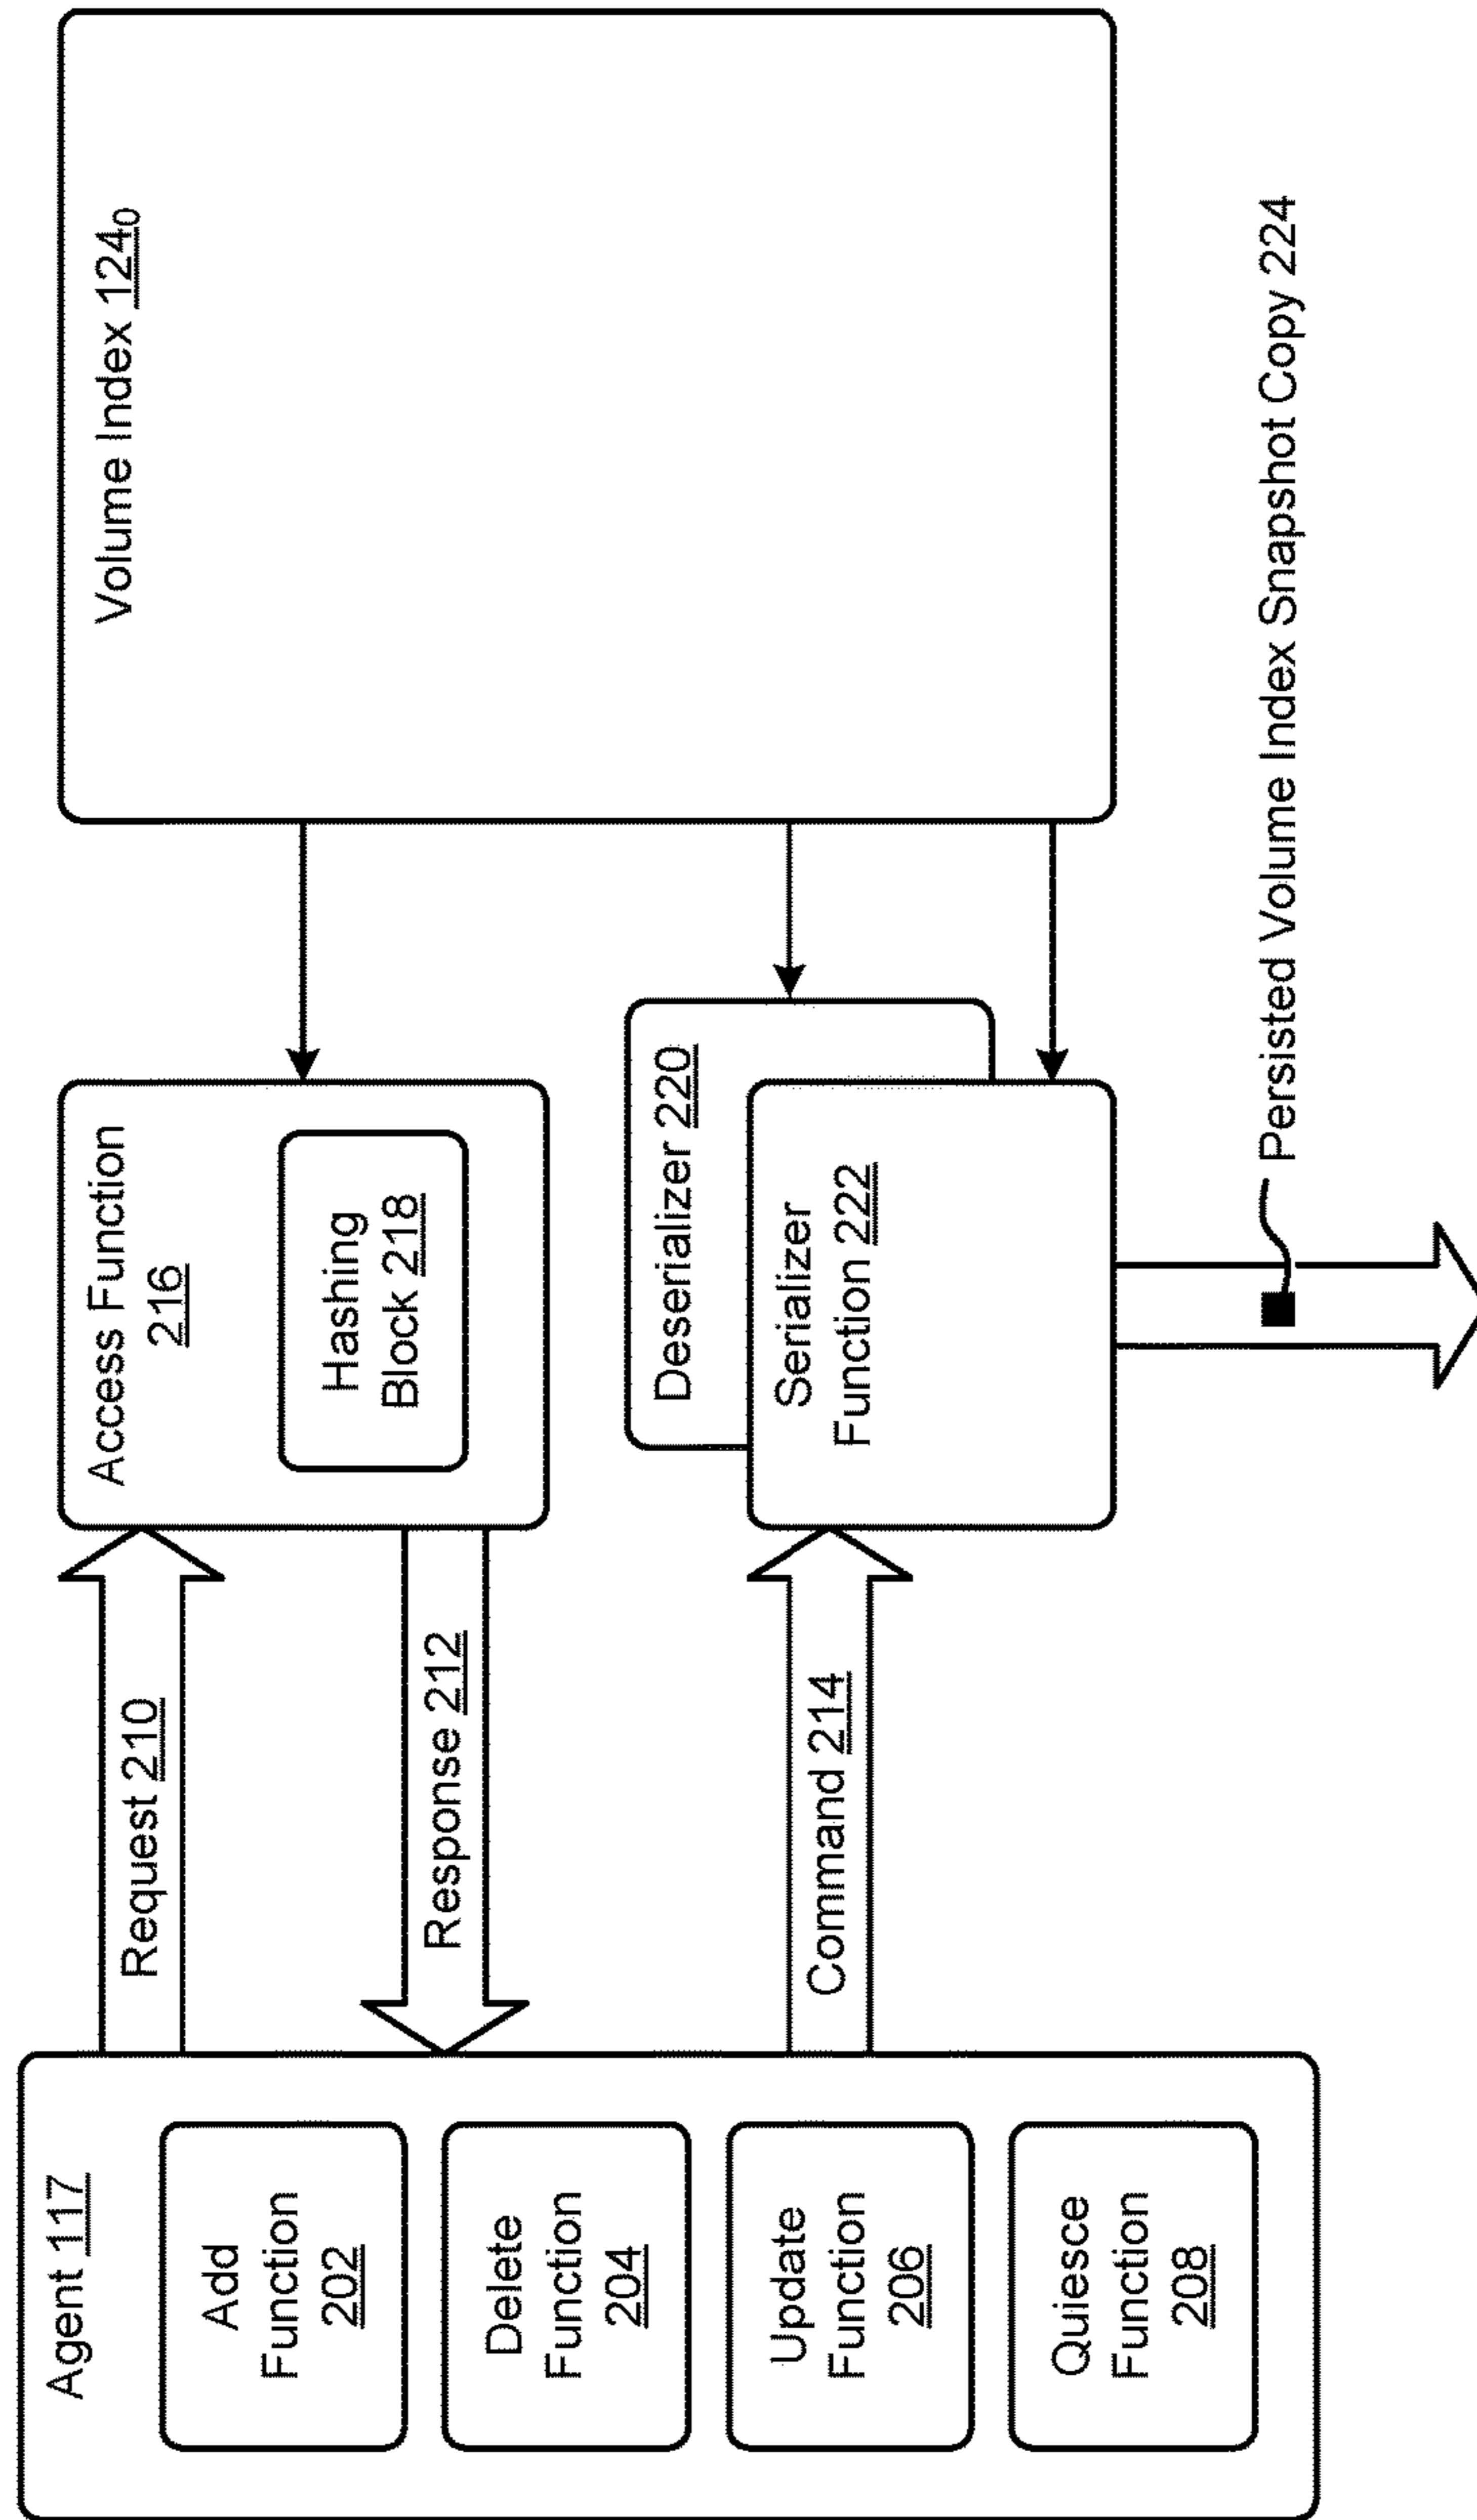 Agent 117
Add
Function
202
Delete
Function
204
Update
Function
206
Quiesce
Function
208
Request 210
Response 212
Command 214
Access Function
216
Hashing
Block 218
Deserializer 220
Serializer
Function 222
Volume Index 124₀
Persisted Volume Index Snapshot Copy 224